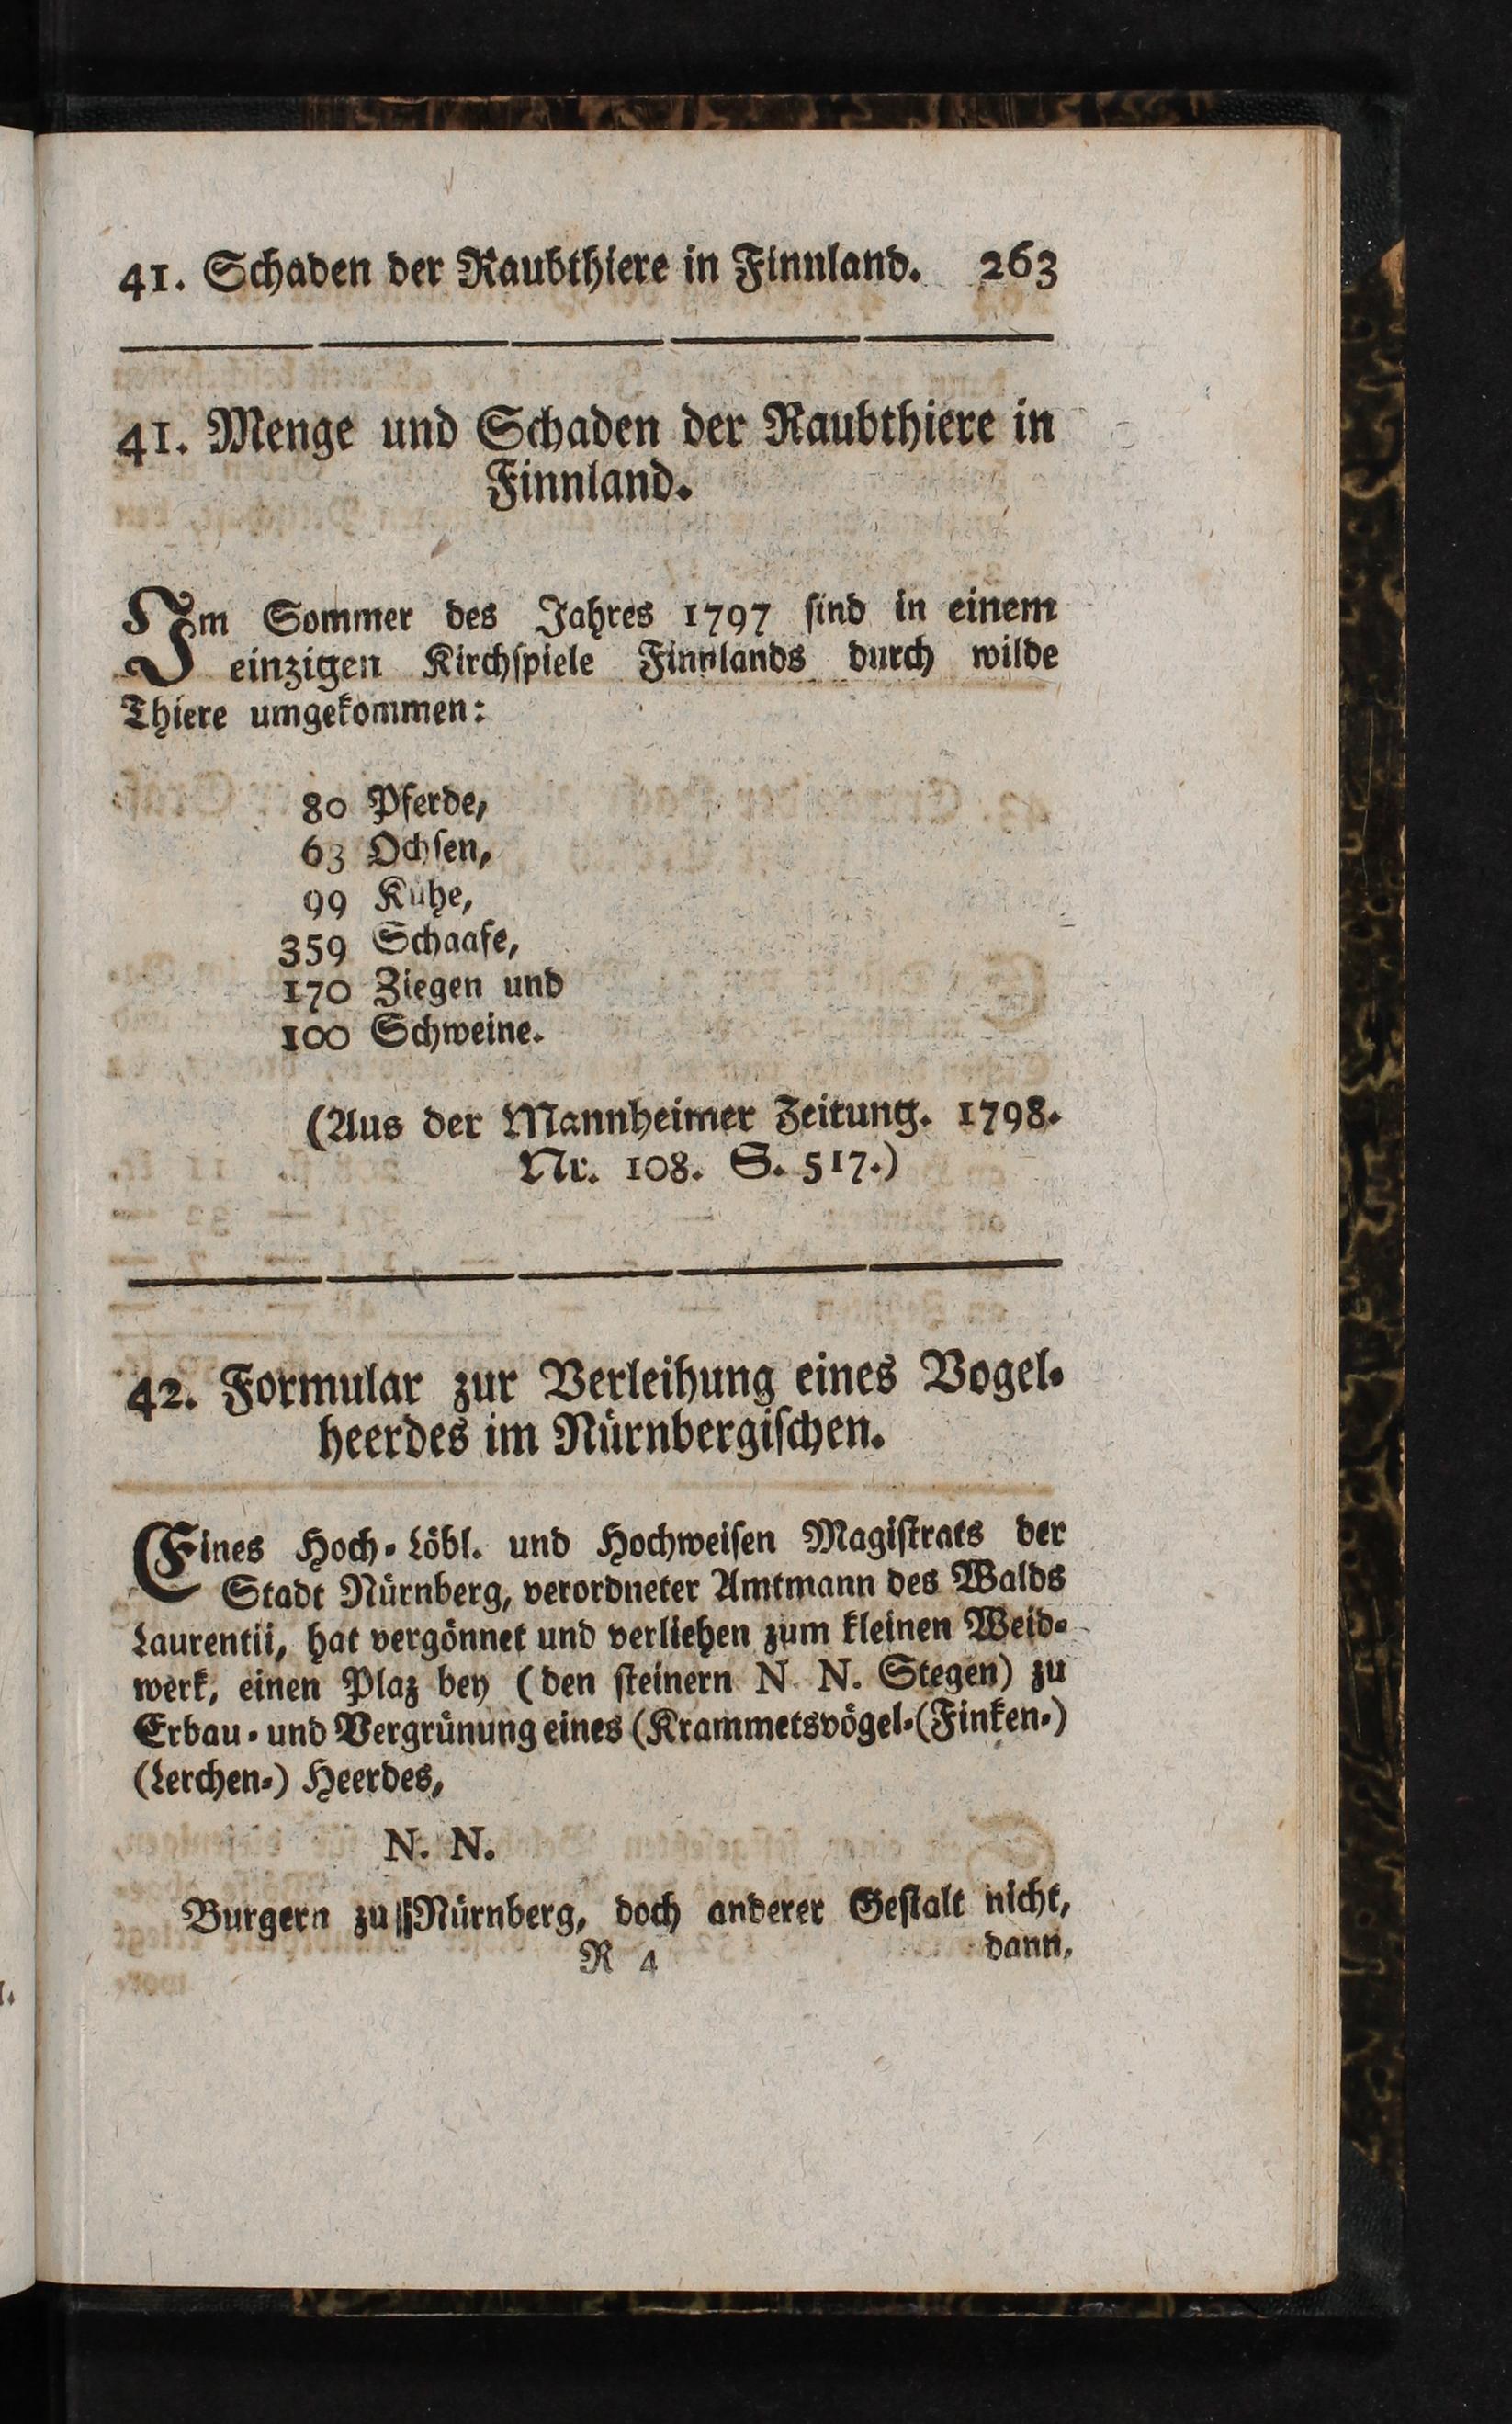 41. Schaden der Raubthiere in Finnland. 263
41. Menge und Schaden der Raubthiere in
Finnland.
Im Sommer des Jahres 1797 sind in einem
einzigen Kirchspiele Finnlands durch wilde
Thiere umgekommen:
80 Pferde,
63 Ochsen,
99 Kühe,
359 Schaafe,
170 Ziegen und
100 Schweine.
(Aus der Mannheimer Zeitung. 1798.
Nr. 108. S. 517.)
42. Formular zur Verleihung eines Vogel-
heerdes im Nürnbergischen.
Eines Hoch-Löbl. und Hochweisen Magistrats der
Stadt Nürnberg, verordneter Amtmann des Walds
Laurentii, hat vergönnet und verliehen zum kleinen Weid-
werk, einen Plaz bey (den steinern N. N. Stegen) zu
Erbau- und Vergrünung eines (Krammetsvögel-(Finken-)
(Lerchen-) Heerdes,
N. N.
Burgern zu Nürnberg, doch anderer Gestalt nicht,
R 4 dann,